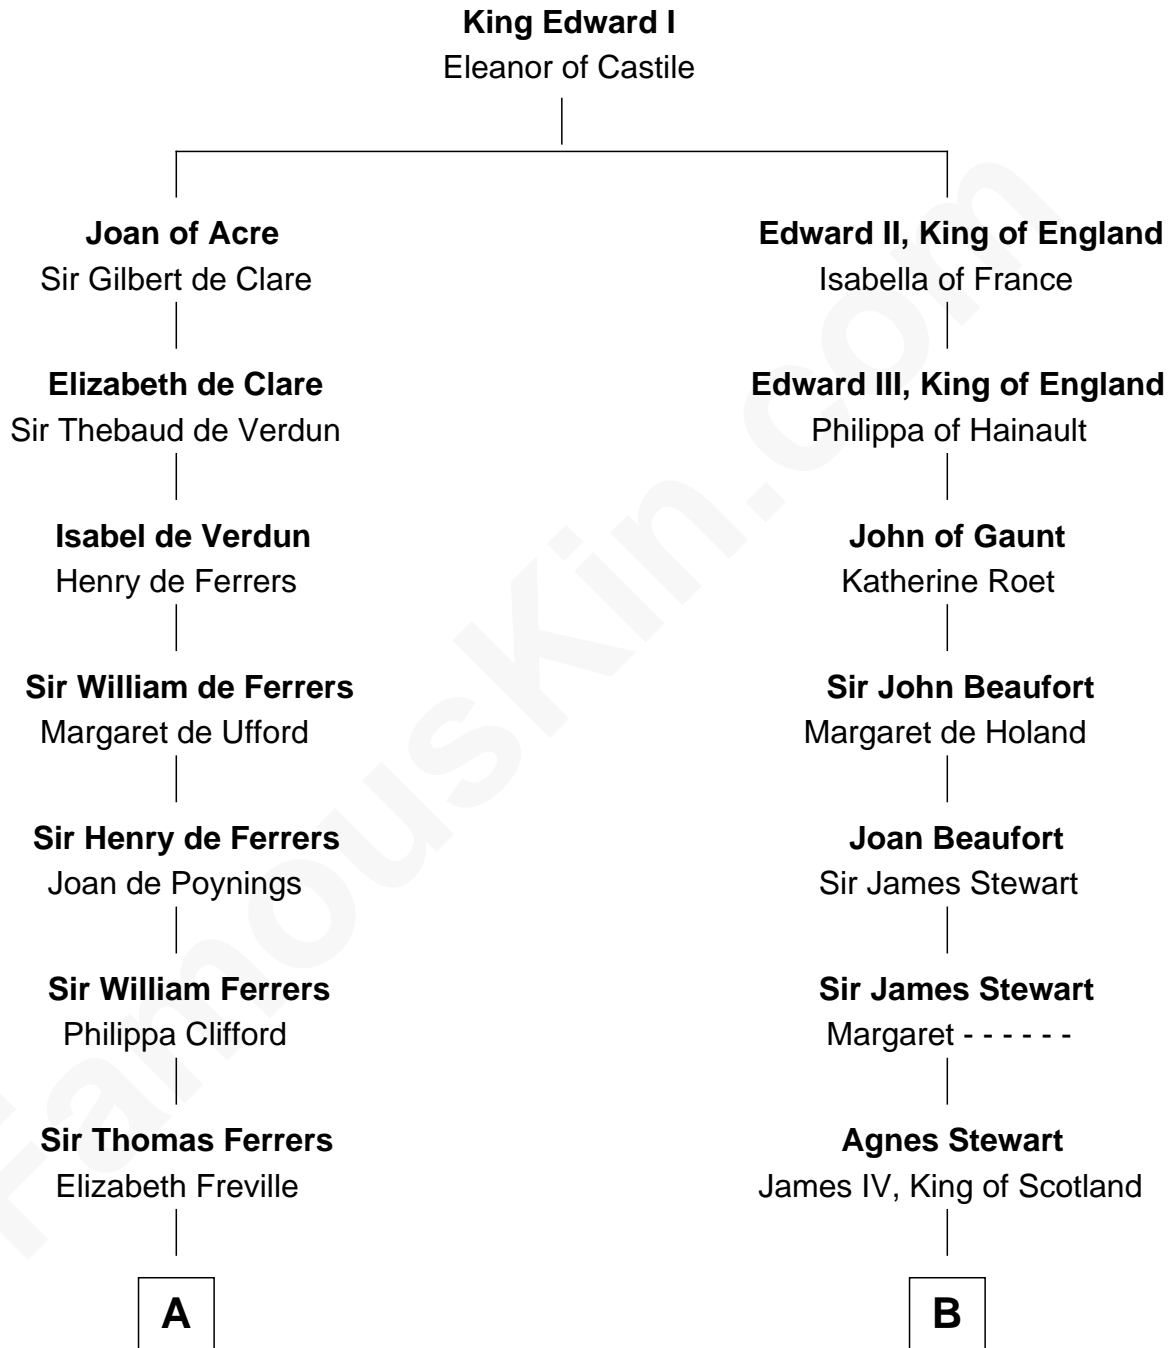 King Edward I
Eleanor of Castile
Joan of Acre
Sir Gilbert de Clare
Edward II, King of England
Isabella of France
Elizabeth de Clare
Sir Thebaud de Verdun
Edward III, King of England
Philippa of Hainault
Isabel de Verdun
Henry de Ferrers
John of Gaunt
Katherine Roet
Sir William de Ferrers
Margaret de Ufford
Sir John Beaufort
Margaret de Holand
Sir Henry de Ferrers
Joan de Poynings
Joan Beaufort
Sir James Stewart
Sir William Ferrers
Philippa Clifford
Sir James Stewart
Margaret - - - - - -
Sir Thomas Ferrers
Elizabeth Freville
Agnes Stewart
James IV, King of Scotland
A
B
FamousKin.com